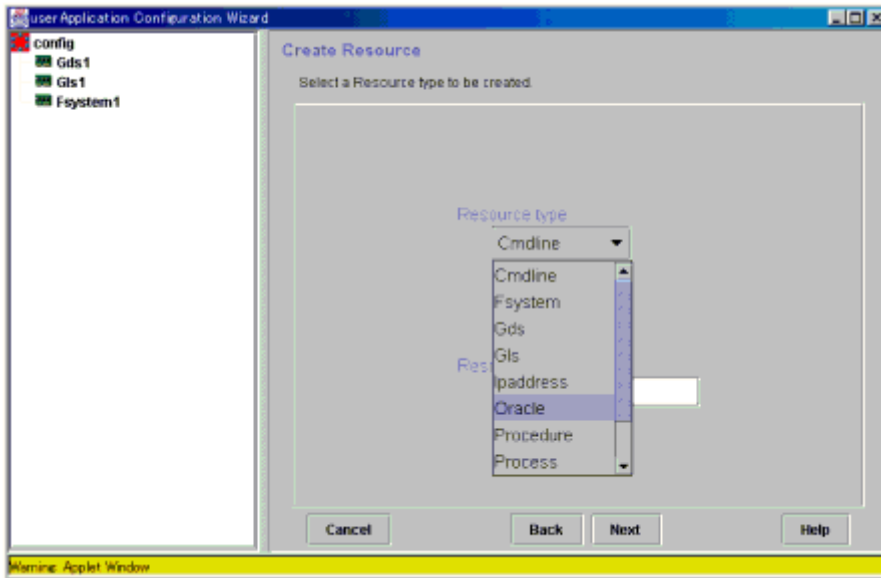 userApplication Configuration Wizard
config
Gds1
Gls1
Fsystem1
Create Resource
Select a Resource type to be created.
Resource type
Cmdline
Cmdline
Fsystem
Gds
Gls
Ipaddress
Oracle
Procedure
Process
Cancel
Back
Next
Help
Warning: Applet Window